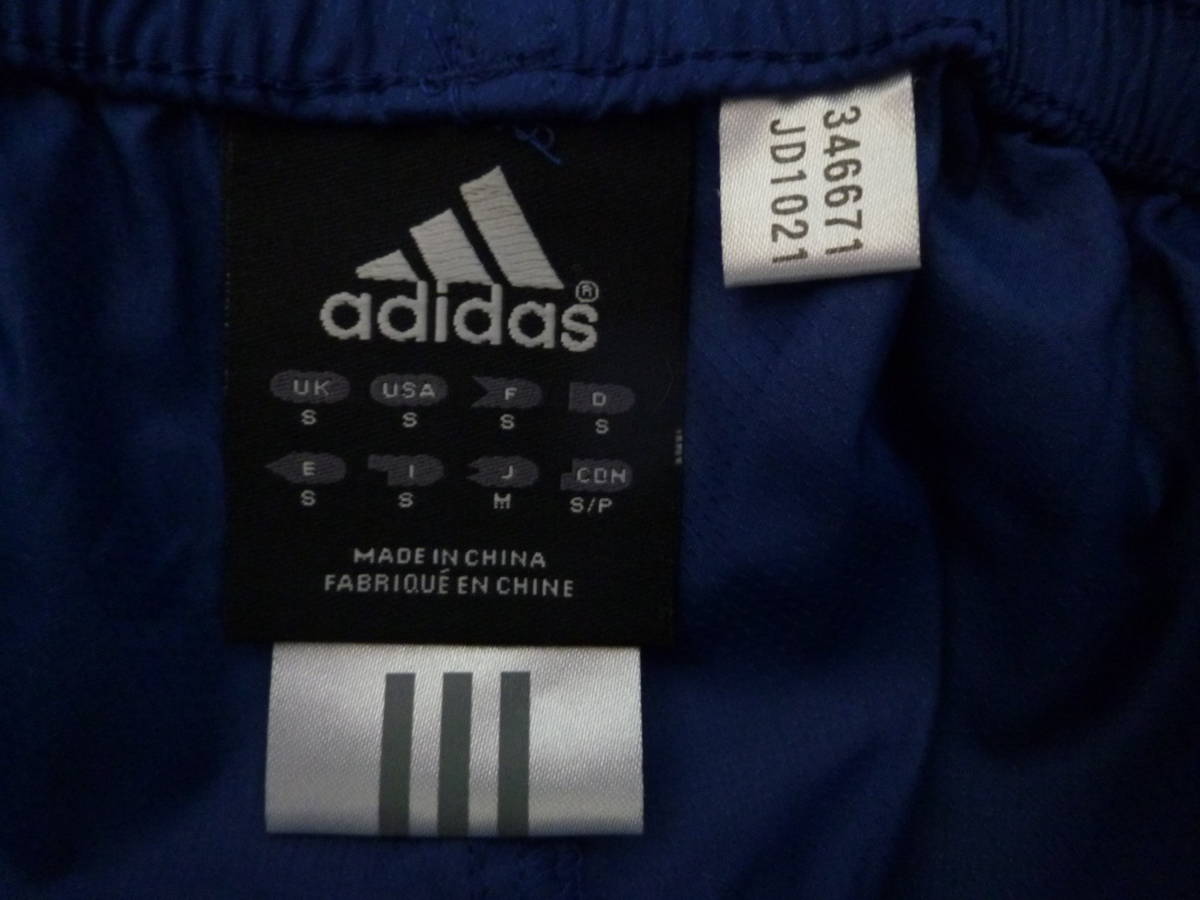 adidas®
UK USA F D
S S S S
E I J CDN
S S M S/P
MADE IN CHINA
FABRIQUÉ EN CHINE
346671
JD1021